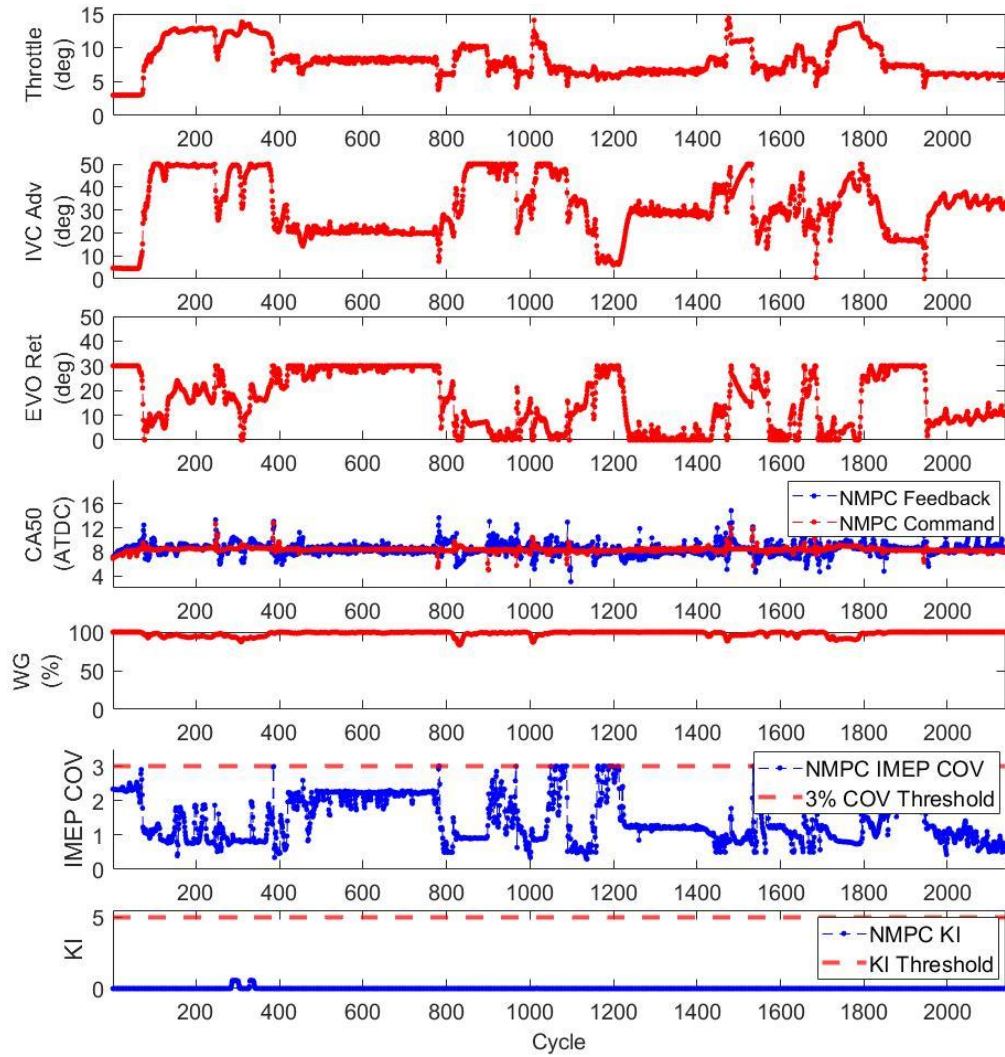 15
10
5
0
Throttle
(deg)
200 400 600 800 1000 1200 1400 1600 1800 2000
50
40
30
20
10
0
IVC Adv
(deg)
200 400 600 800 1000 1200 1400 1600 1800 2000
50
40
30
20
10
0
EVO Ret
(deg)
200 400 600 800 1000 1200 1400 1600 1800 2000
16
12
8
4
CA50
(ATDC)
NMPC Feedback
NMPC Command
200 400 600 800 1000 1200 1400 1600 1800 2000
100
50
0
WG
(%)
200 400 600 800 1000 1200 1400 1600 1800 2000
3
2
1
0
IMEP COV
NMPC IMEP COV
3% COV Threshold
200 400 600 800 1000 1200 1400 1600 1800 2000
5
0
KI
NMPC KI
KI Threshold
200 400 600 800 1000 1200 1400 1600 1800 2000
Cycle